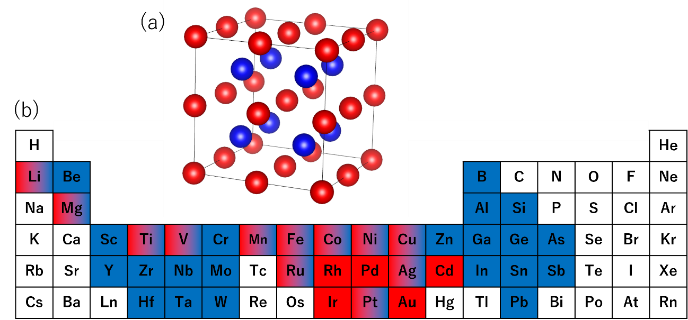 (a)
(b)
H He
Li Be B C N O F Ne
Na Mg Al Si P S Cl Ar
K Ca Sc Ti V Cr Mn Fe Co Ni Cu Zn Ga Ge As Se Br Kr
Rb Sr Y Zr Nb Mo Tc Ru Rh Pd Ag Cd In Sn Sb Te I Xe
Cs Ba Ln Hf Ta W Re Os Ir Pt Au Hg Tl Pb Bi Po At Rn